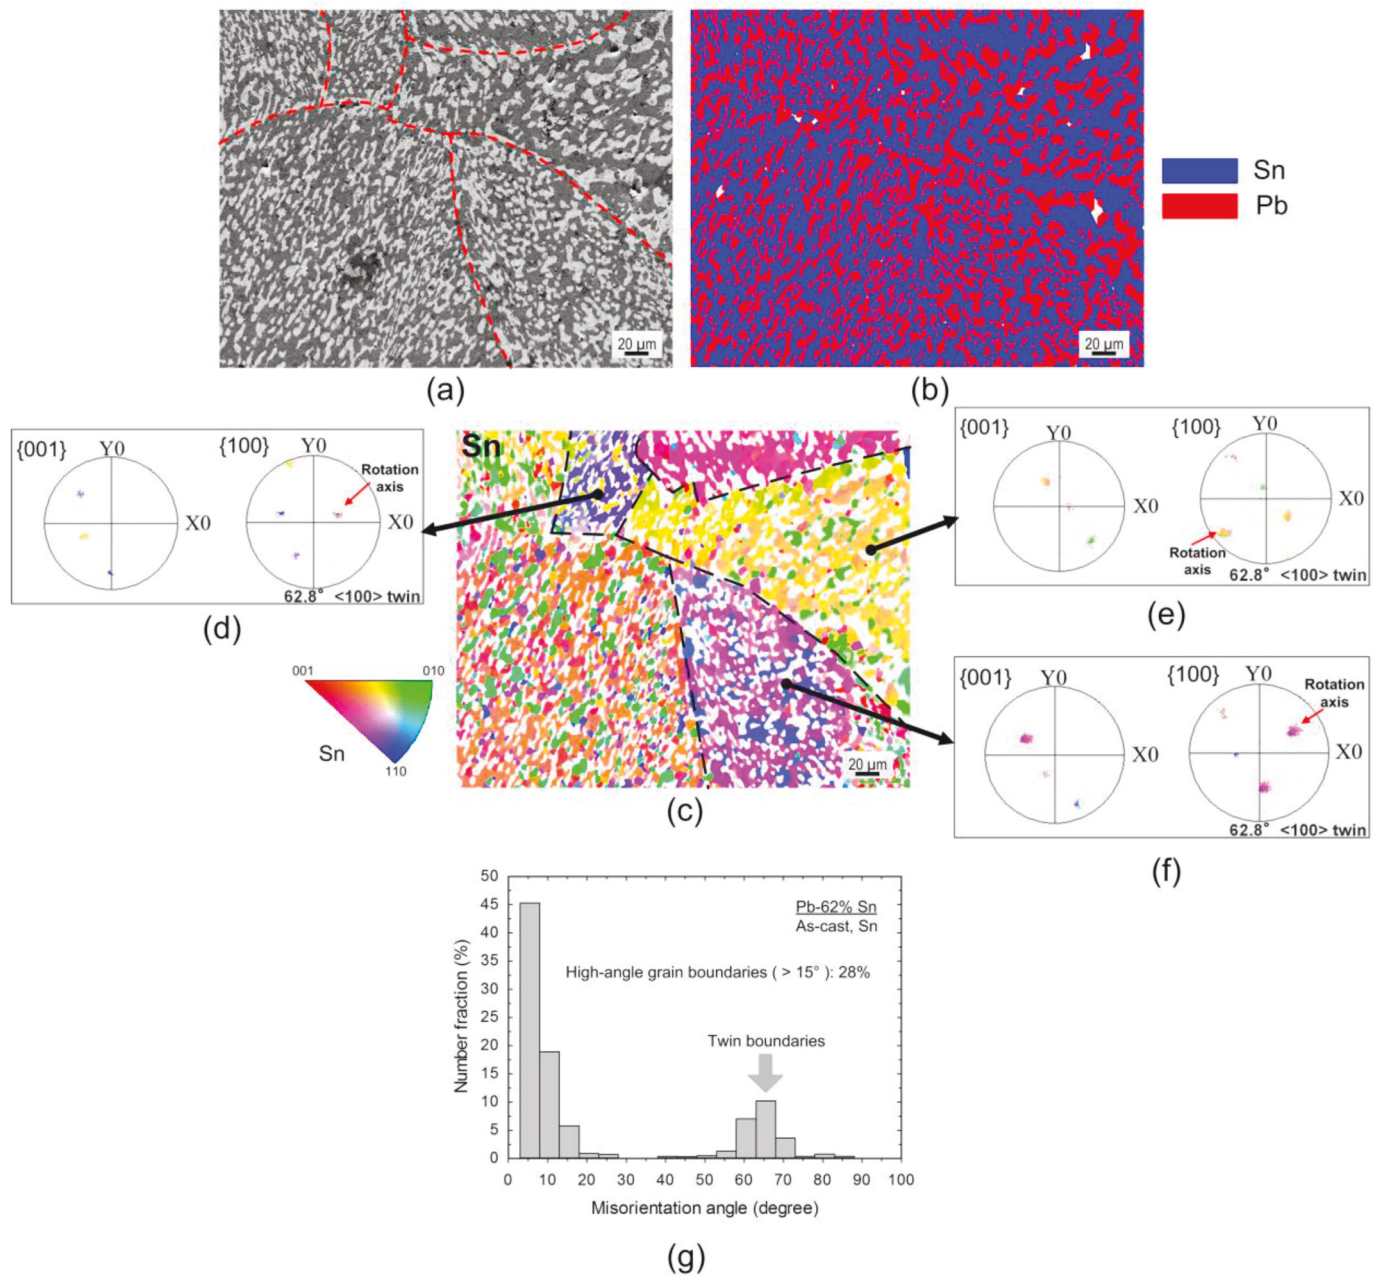 20 µm
(a)
20 µm
(b)
Sn
Pb
{001}
Y0
{100}
Y0
Rotation
axis
X0
62.8° <100> twin
(d)
Sn
20 µm
(c)
{001}
Y0
X0
{100}
Y0
X0
Rotation
axis
62.8° <100> twin
(e)
001
010
Sn
110
{001}
Y0
X0
{100}
Y0
Rotation
axis
X0
62.8° <100> twin
(f)
50
45
40
35
30
25
20
15
10
5
0
Number fraction (%)
Pb-62% Sn
As-cast, Sn
High-angle grain boundaries ( > 15° ): 28%
Twin boundaries
0 10 20 30 40 50 60 70 80 90 100
Misorientation angle (degree)
(g)